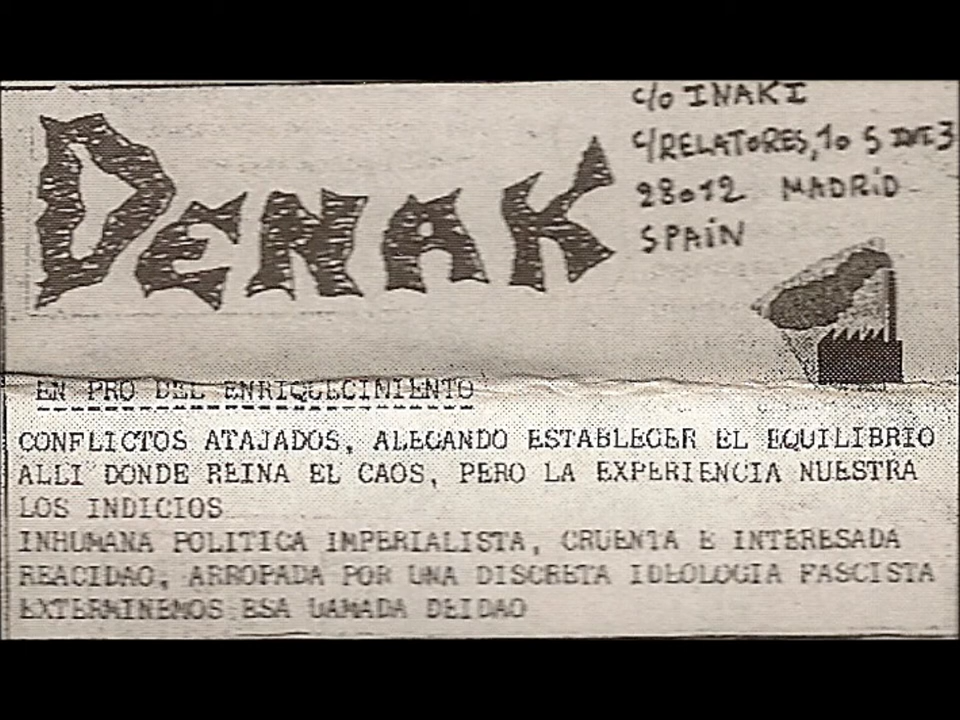 DENAK
c/o IÑAKI
C/RELATORES, 10 5 INT 3
28012 MADRID
SPAIN
EN PRO DEL ENRIQUECIMIENTO
CONFLICTOS ATAJADOS, ALEGANDO ESTABLECER EL EQUILIBRIO
ALLI DONDE REINA EL CAOS, PERO LA EXPERIENCIA NUESTRA
LOS INDICIOS
INHUMANA POLITICA IMPERIALISTA, CRUENTA E INTERESADA
REACIDAD, ARROPADA POR UNA DISCRETA IDEOLOGIA FASCISTA
EXTERMINEMOS ESA DEIDAD